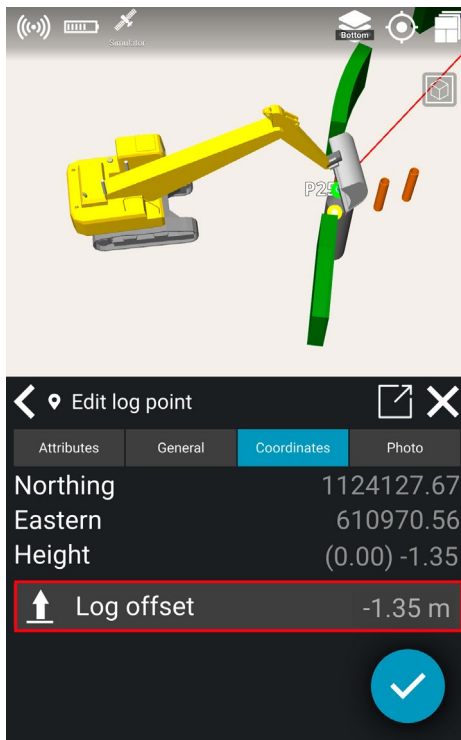 Simulator
Bottom
P25
Edit log point
Attributes General Coordinates Photo
Northing 1124127.67
Eastern 610970.56
Height (0.00) -1.35
Log offset -1.35 m